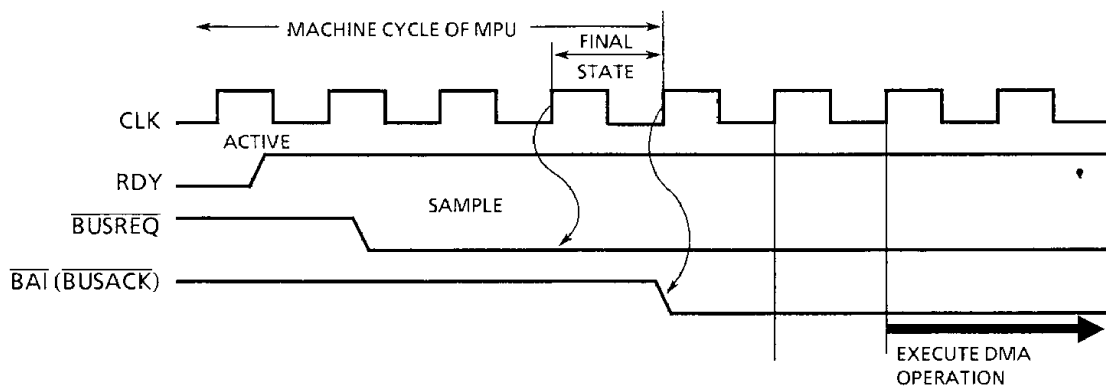 MACHINE CYCLE OF MPU
FINAL
STATE
CLK
ACTIVE
RDY
SAMPLE
BUSREQ
BAI (BUSACK)
EXECUTE DMA
OPERATION